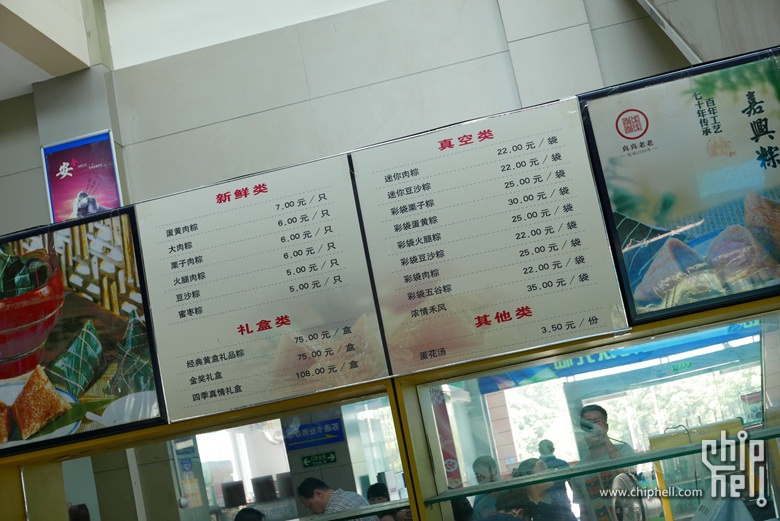 安
新鲜类
蛋黄肉粽 7.00 元 / 只
大肉粽 6.00 元 / 只
栗子肉粽 6.00 元 / 只
火腿肉粽 6.00 元 / 只
豆沙粽 5.00 元 / 只
蜜枣粽 5.00 元 / 只
礼盒类
经典黄盒礼品粽 75.00 元 / 盒
金奖礼盒 75.00 元 / 盒
四季真情礼盒 108.00 元 / 盒
真空类
迷你肉粽 22.00 元 / 袋
迷你豆沙粽 22.00 元 / 袋
彩袋栗子粽 25.00 元 / 袋
彩袋蛋黄粽 30.00 元 / 袋
彩袋火腿粽 25.00 元 / 袋
彩袋豆沙粽 22.00 元 / 袋
彩袋肉粽 25.00 元 / 袋
彩袋五谷粽 22.00 元 / 袋
浓情禾风 35.00 元 / 袋
其他类
蛋花汤 3.50 元 / 份
真真老老
百年工艺
七十年传承
嘉興粽
chip
hell
www.chiphell.com